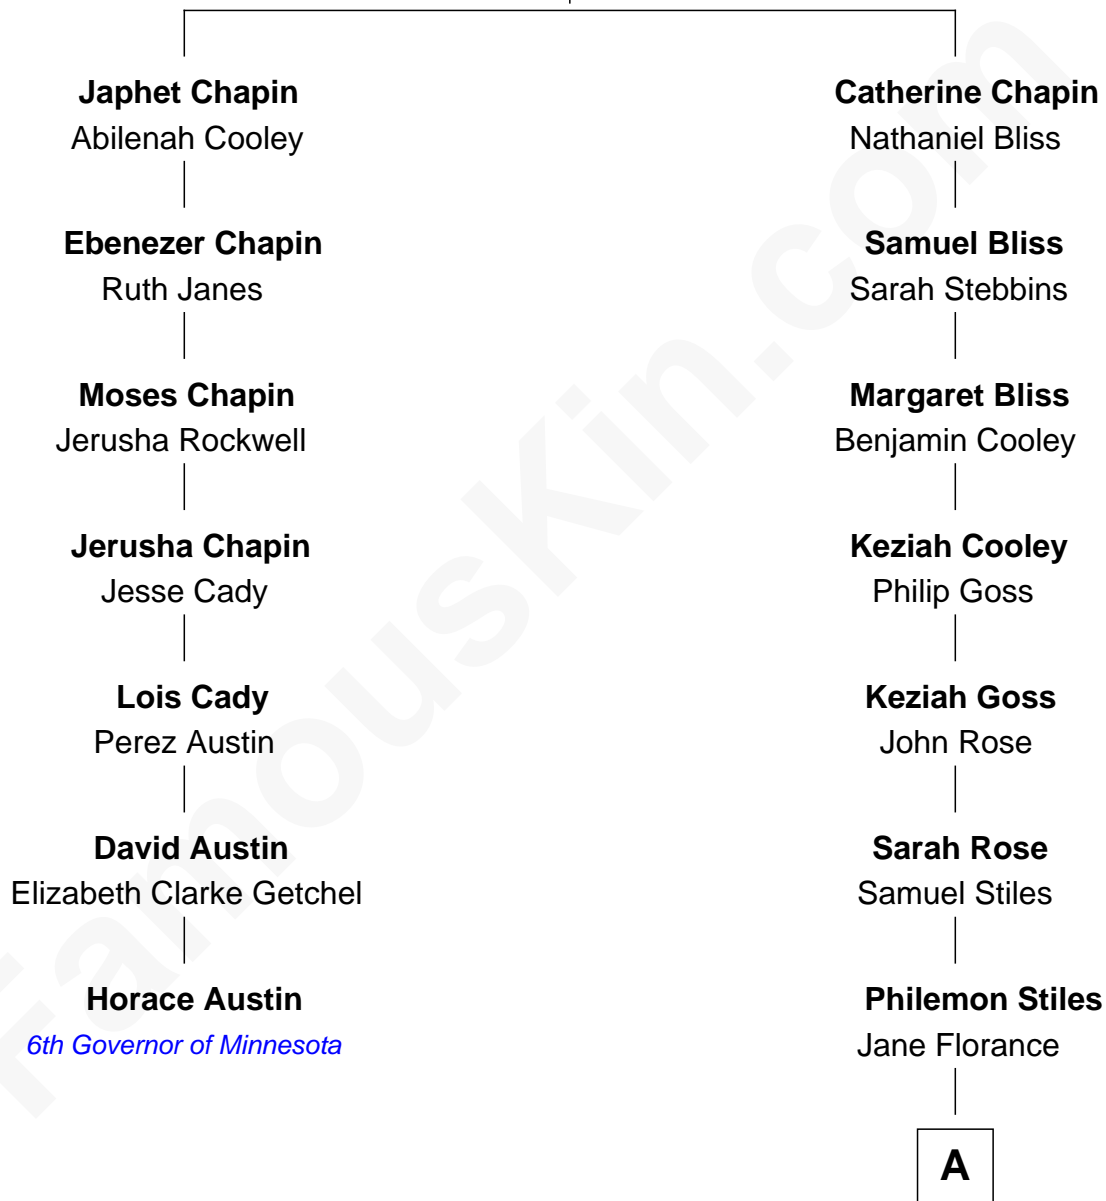 Japhet Chapin
Abilenah Cooley
Ebenezer Chapin
Ruth Janes
Moses Chapin
Jerusha Rockwell
Jerusha Chapin
Jesse Cady
Lois Cady
Perez Austin
David Austin
Elizabeth Clarke Getchel
Horace Austin
6th Governor of Minnesota
Catherine Chapin
Nathaniel Bliss
Samuel Bliss
Sarah Stebbins
Margaret Bliss
Benjamin Cooley
Keziah Cooley
Philip Goss
Keziah Goss
John Rose
Sarah Rose
Samuel Stiles
Philemon Stiles
Jane Florance
A
FamousKin.com